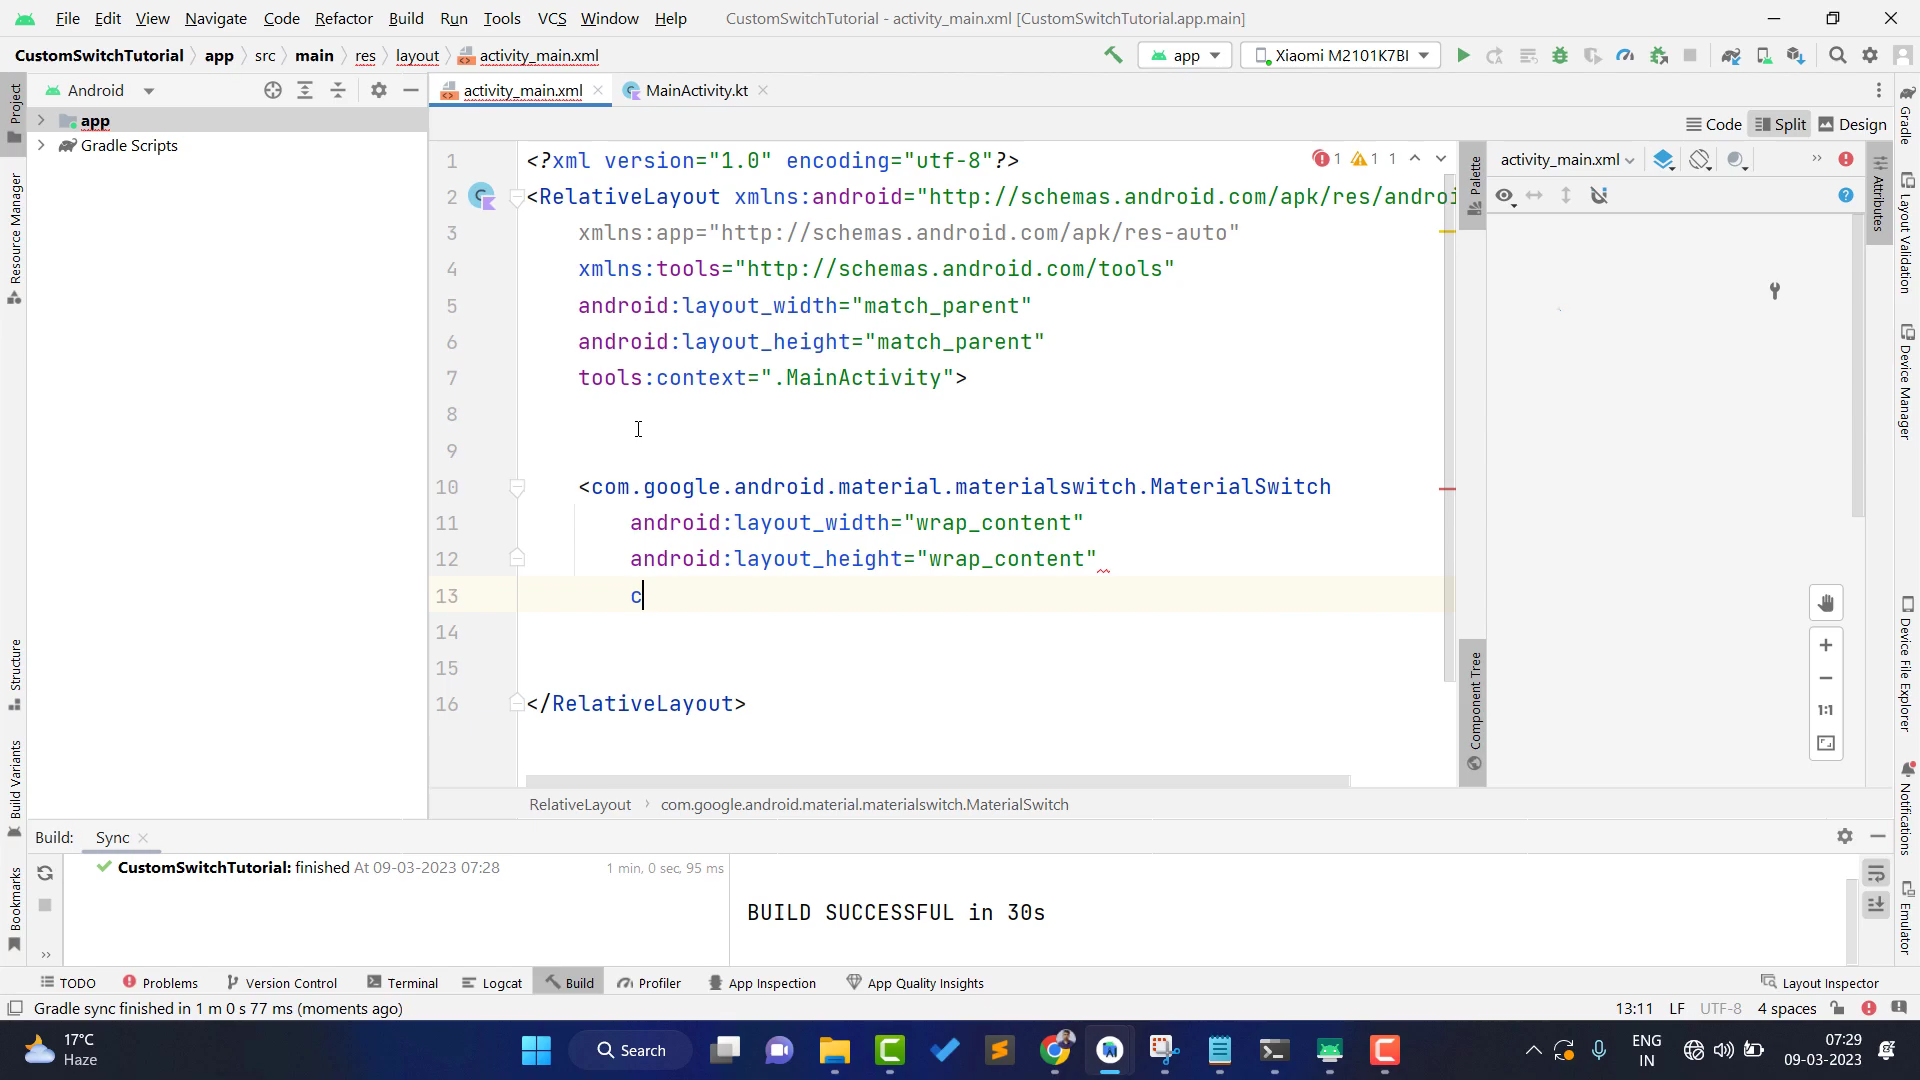 File Edit View Navigate Code Refactor Build Run Tools VCS Window Help CustomSwitchTutorial - activity_main.xml [CustomSwitchTutorial.app.main]
CustomSwitchTutorial app src main res layout activity_main.xml app Xiaomi M2101K7BI
Android activity_main.xml MainActivity.kt
app
Gradle Scripts
Code Split Design
1 <?xml version="1.0" encoding="utf-8"?> 1 1 1
2 <RelativeLayout xmlns:android="http://schemas.android.com/apk/res/androi
3 xmlns:app="http://schemas.android.com/apk/res-auto"
4 xmlns:tools="http://schemas.android.com/tools"
5 android:layout_width="match_parent"
6 android:layout_height="match_parent"
7 tools:context=".MainActivity">
8
9
10 <com.google.android.material.materialswitch.MaterialSwitch
11 android:layout_width="wrap_content"
12 android:layout_height="wrap_content"
13 c
14
15
16 </RelativeLayout>
activity_main.xml
1:1
RelativeLayout com.google.android.material.materialswitch.MaterialSwitch
Project
Resource Manager
Structure
Build Variants
Bookmarks
Palette
Component Tree
Attributes
Gradle
Layout Validation
Device Manager
Device File Explorer
Notifications
Emulator
Build: Sync
CustomSwitchTutorial: finished At 09-03-2023 07:28 1 min, 0 sec, 95 ms
BUILD SUCCESSFUL in 30s
TODO Problems Version Control Terminal Logcat Build Profiler App Inspection App Quality Insights Layout Inspector
Gradle sync finished in 1 m 0 s 77 ms (moments ago) 13:11 LF UTF-8 4 spaces
17°C
Haze
Search
ENG
IN
07:29
09-03-2023